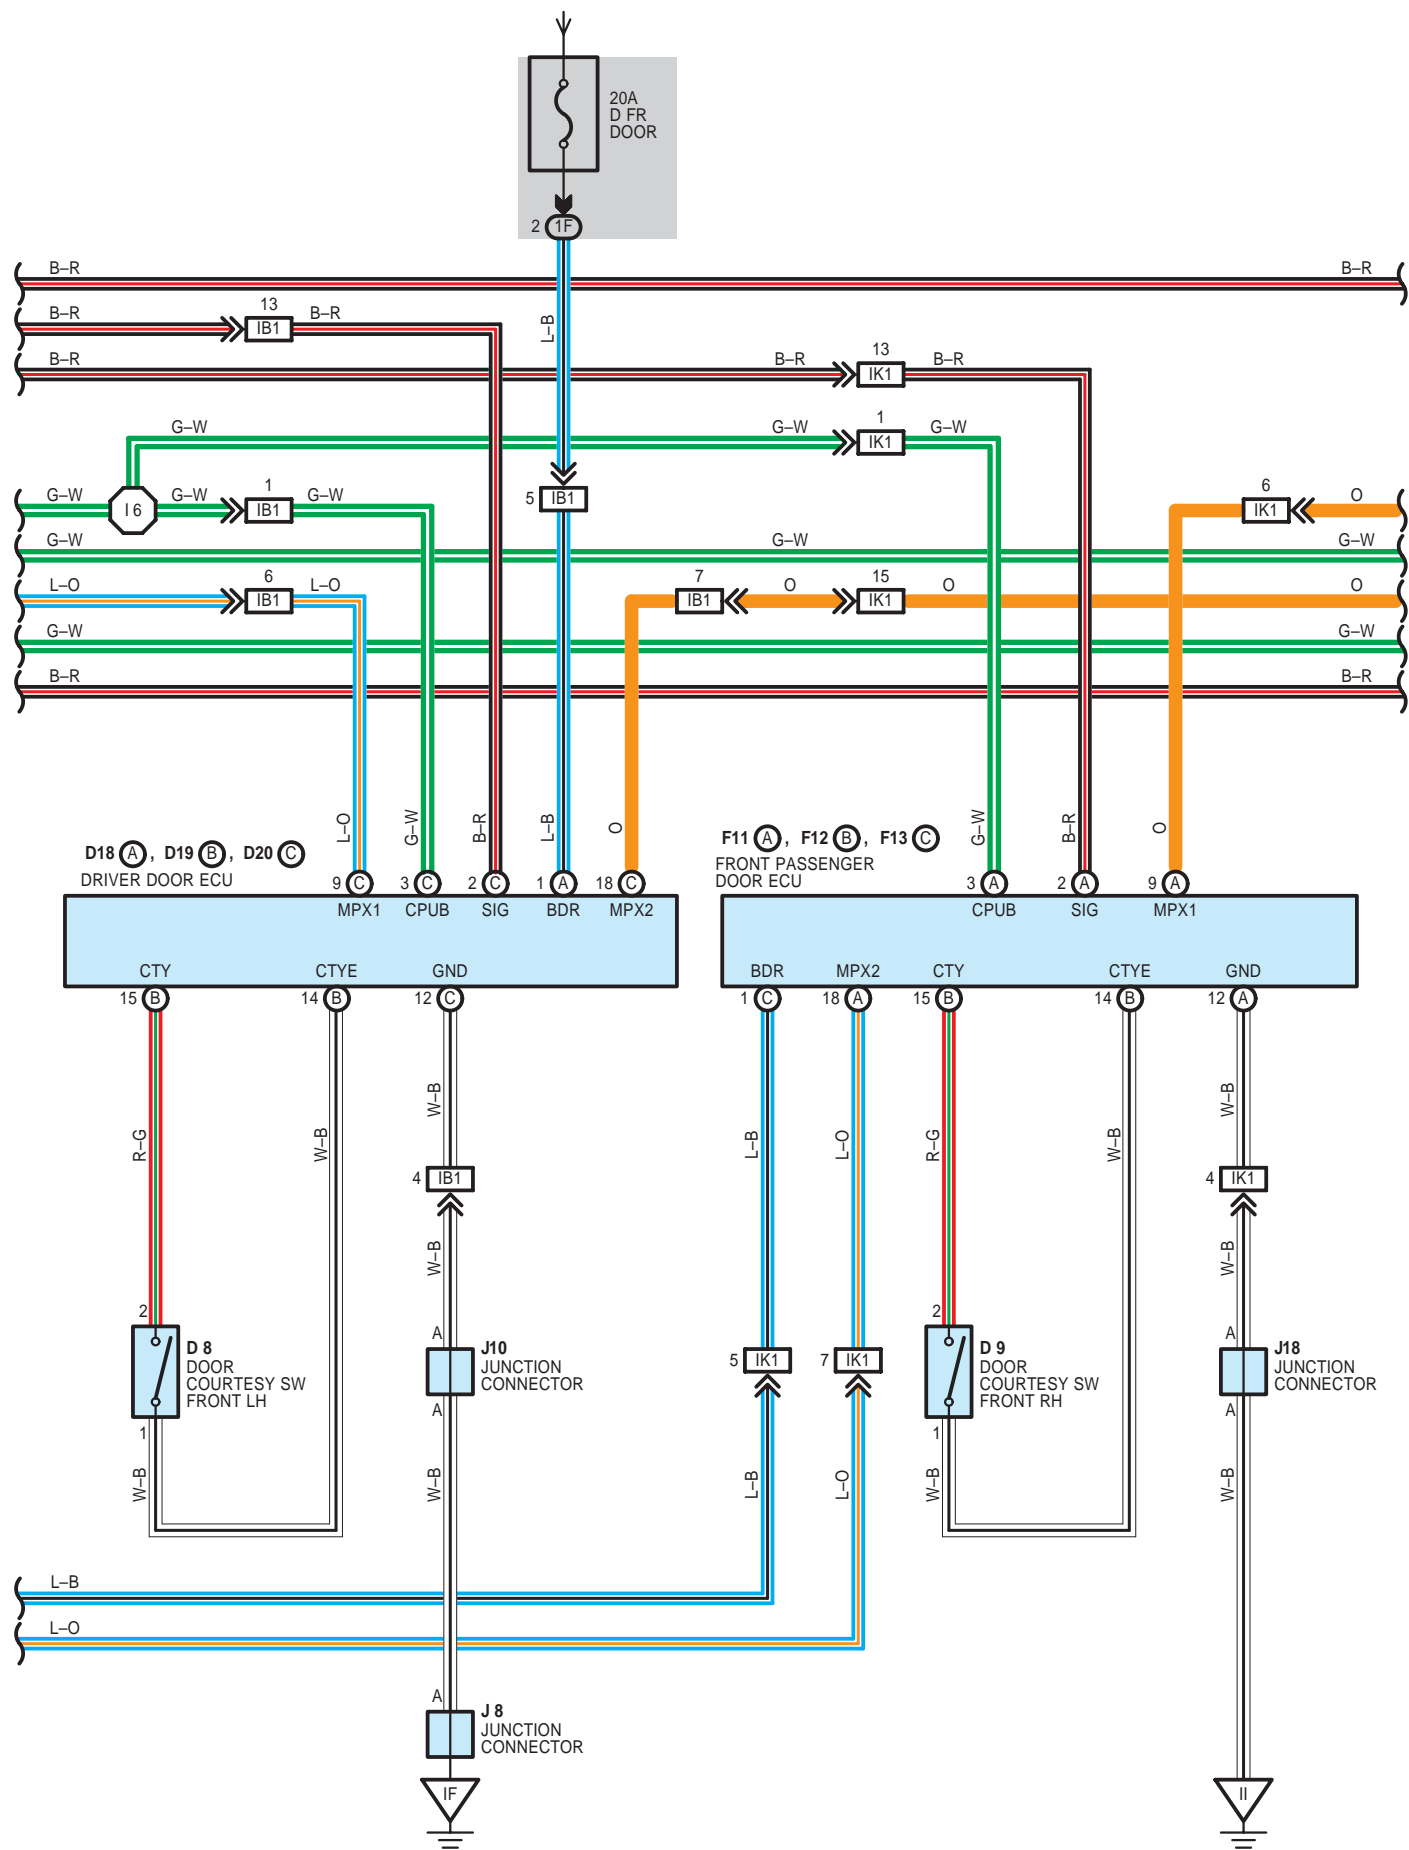 20A
D FR
DOOR
2 1F
B–R B–R
13
B–R IB1 B–R
L–B
13
B–R B–R IK1 B–R
1
G–W G–W IK1 G–W
1 6
G–W I 6 G–W IB1 G–W 5 IB1 IK1 O
G–W G–W G–W
6 7 15
L–O IB1 L–O IB1 O IK1 O O
G–W G–W
B–R B–R
L–O G–W B–R L–B O G–W B–R O
D18 A, D19 B, D20 C
DRIVER DOOR ECU
F11 A, F12 B, F13 C
FRONT PASSENGER
DOOR ECU
9 C 3 C 2 C 1 A 18 C 3 A 2 A 9 A
MPX1 CPUB SIG BDR MPX2 CPUB SIG MPX1
CTY CTYE GND BDR MPX2 CTY CTYE GND
15 B 14 B 12 C 1 C 18 A 15 B 14 B 12 A
W–B W–B
R–G W–B L–B L–O R–G W–B
4 IB1 4 IK1
W–B W–B
2 A 2 A
D 8
DOOR
COURTESY SW
FRONT LH
J10
JUNCTION
CONNECTOR
5 IK1 7 IK1
D 9
DOOR
COURTESY SW
FRONT RH
J18
JUNCTION
CONNECTOR
1 A 1 A
W–B W–B L–B L–O W–B W–B
L–B
L–O
A
J 8
JUNCTION
CONNECTOR
IF II